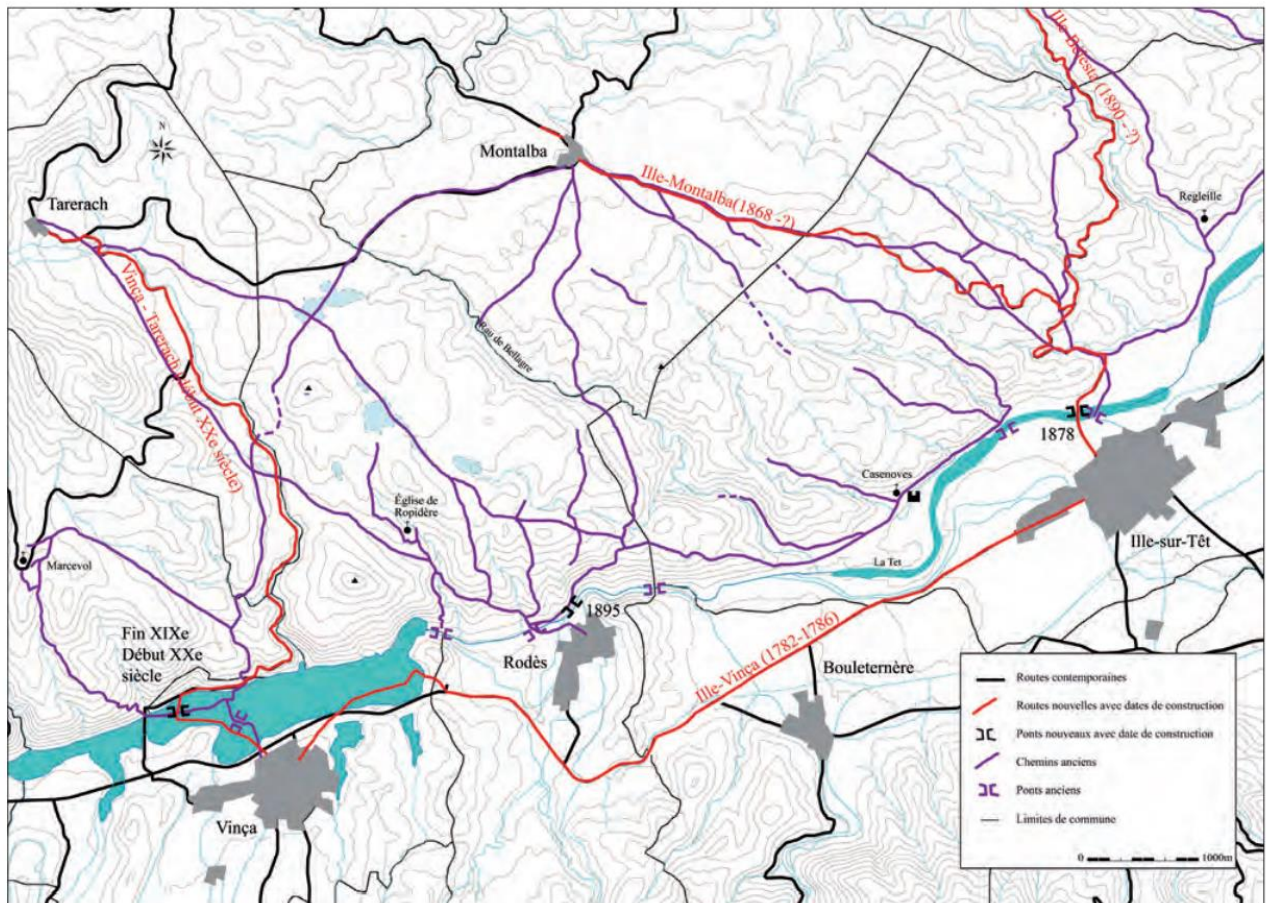 Ille-Bélesta (1890 - ?)
N
Montalba
Tarerach
Ille-Montalba(1868 -?)
Regleille
Vinça - Tarerach (début XXe siècle)
Rau de Bellagre
1878
Casenoves
Église de
Ropidère
Ille-sur-Têt
Marcevol
La Tet
1895
Fin XIXe
Début XXe
siècle
Rodès
Ille-Vinça (1782-1786)
Bouleternère
Vinça
Routes contemporaines
Routes nouvelles avec dates de construction
Ponts nouveaux avec date de construction
Chemins anciens
Ponts anciens
Limites de commune
0 1000m